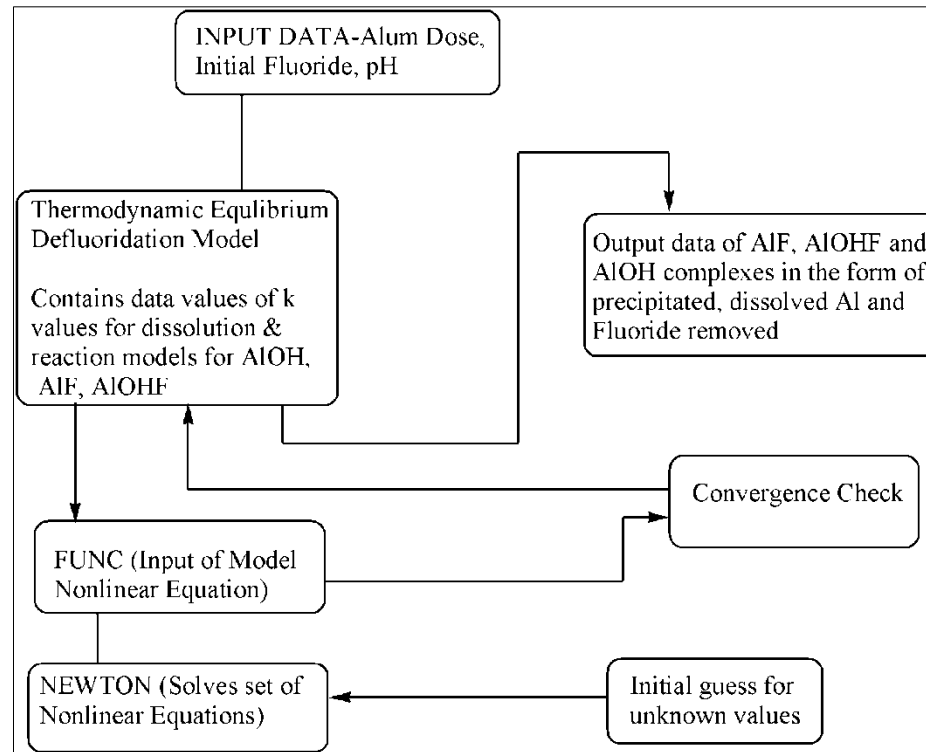 INPUT DATA-Alum Dose,
Initial Fluoride, pH
Thermodynamic Equlibrium
Defluoridation Model
Contains data values of k
values for dissolution &
reaction models for AlOH,
AlF, AlOHF
Output data of AlF, AlOHF and
AlOH complexes in the form of
precipitated, dissolved Al and
Fluoride removed
Convergence Check
FUNC (Input of Model
Nonlinear Equation)
NEWTON (Solves set of
Nonlinear Equations)
Initial guess for
unknown values